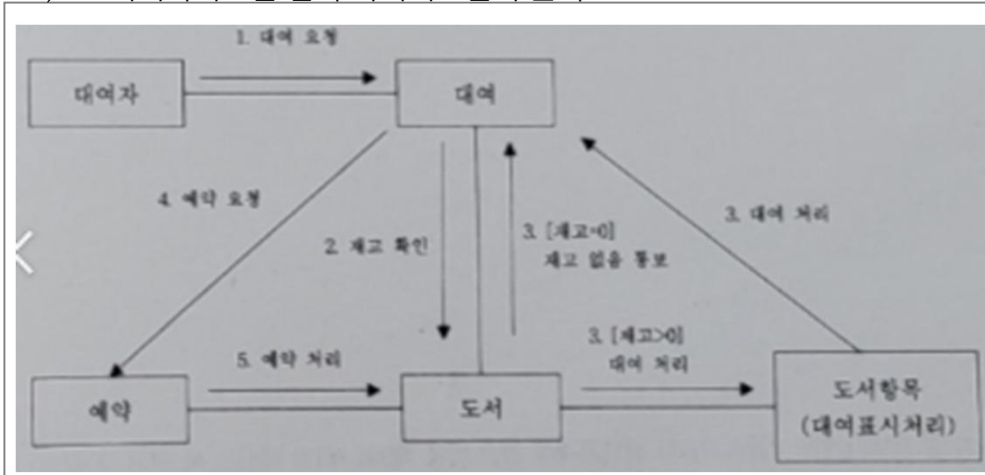 1. 대여 요청
대여자
대여
4. 예약 요청
2. 재고 확인
3. [재고=0]
재고 없음 통보
3. 대여 처리
5. 예약 처리
3. [재고>0]
대여 처리
예약
도서
도서항목
(대여표시처리)